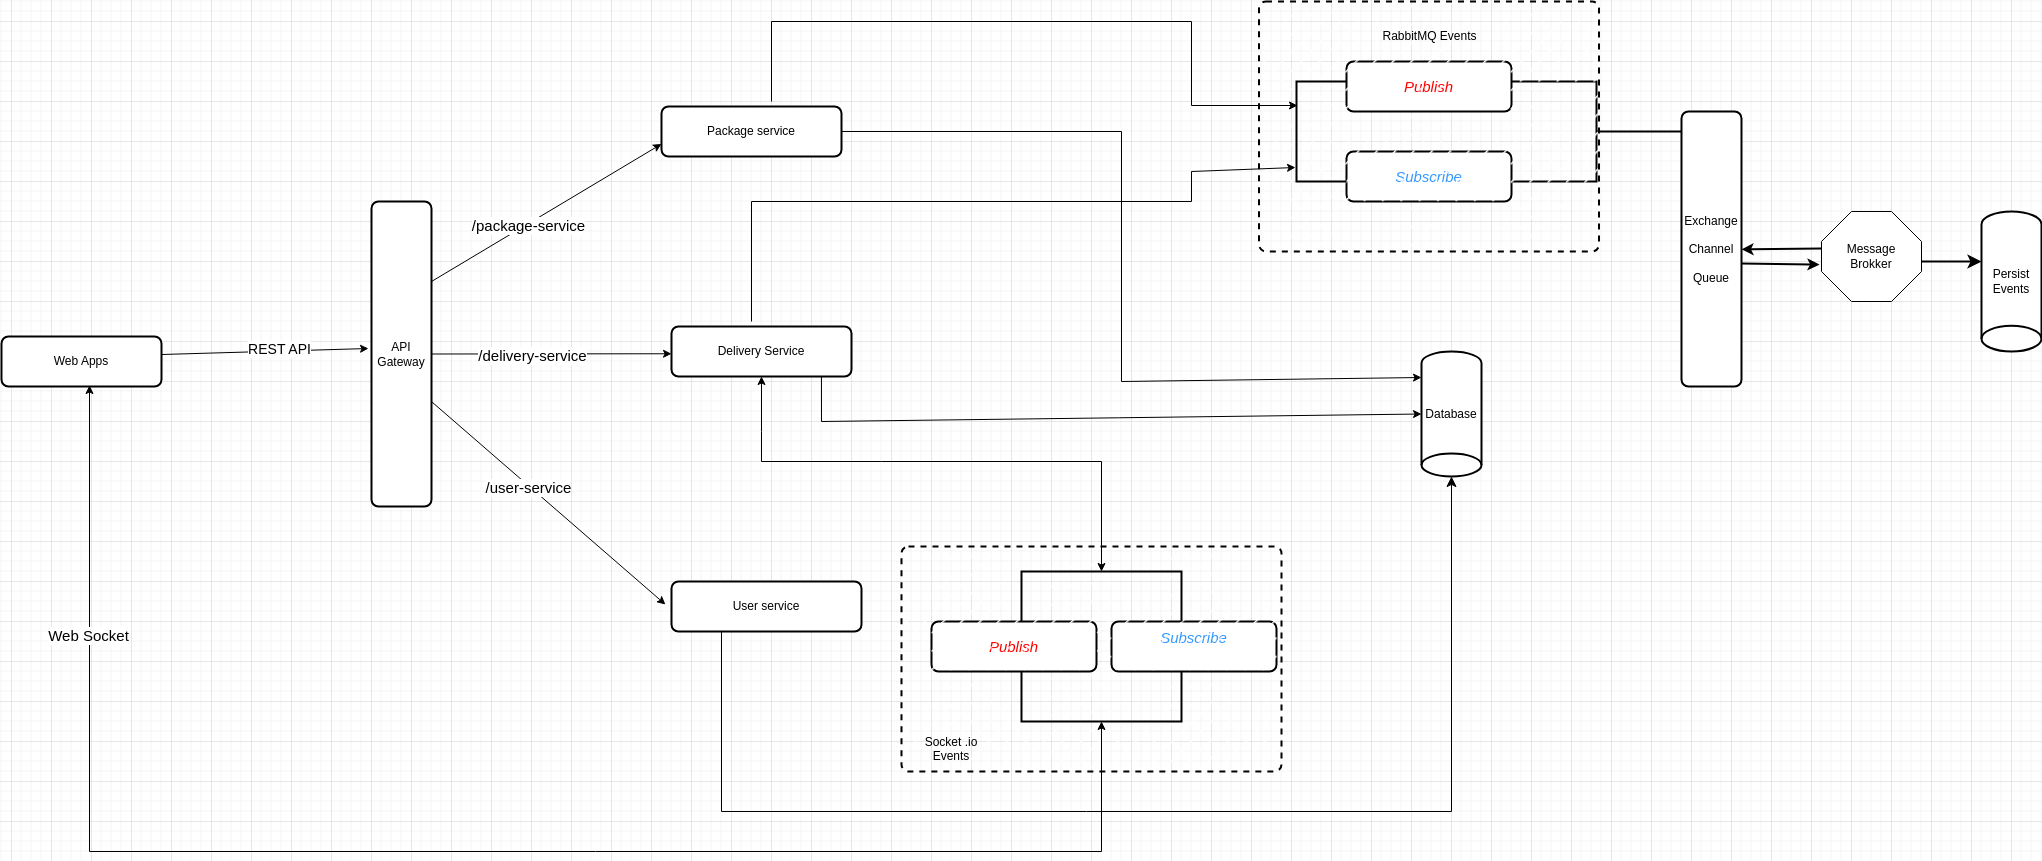 RabbitMQ Events
Publish
Package service
Subscribe
/package-service
Exchange
Channel
Queue
Message
Brokker
Persist
Events
Web Apps
REST API
API
Gateway
/delivery-service
Delivery Service
Database
/user-service
User service
Web Socket
Publish
Subscribe
Socket .io
Events